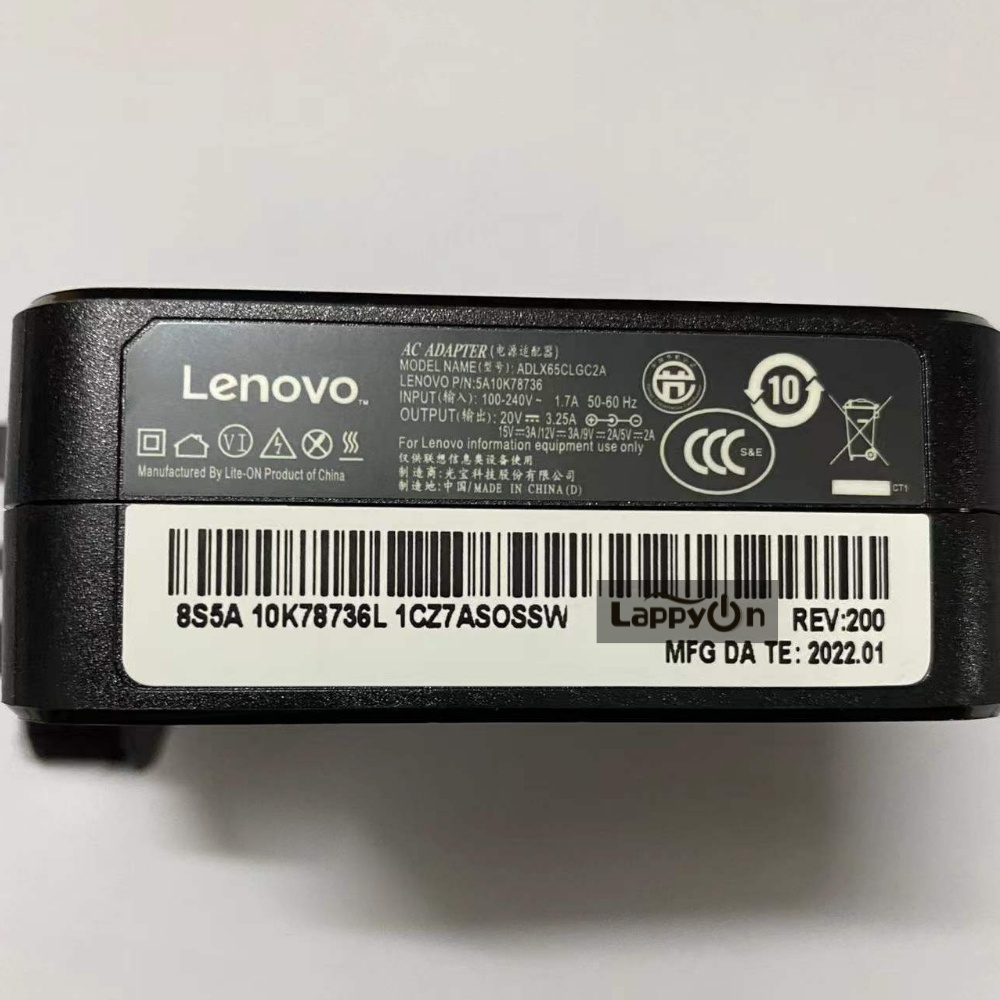 Lenovo™
AC ADAPTER(电源适配器)
MODEL NAME(型号): ADLX65CLGC2A
LENOVO P/N:5A10K78736
INPUT(输入): 100-240V~ 1.7A 50-60 Hz
OUTPUT(输出): 20V⎓ 3.25A
15V⎓3A/12V⎓3A/9V⎓2A/5V⎓2A
For Lenovo information equipment use only
仅供联想信息类设备使用
制造商:光宝科技股份有限公司
制造地:中国/MADE IN CHINA(D)
VI
Manufactured By Lite-ON Product of China
10
CCC S&E
CT1
8S5A 10K78736L 1CZ7ASOSSW
LappyOn
REV:200
MFG DA TE: 2022.01